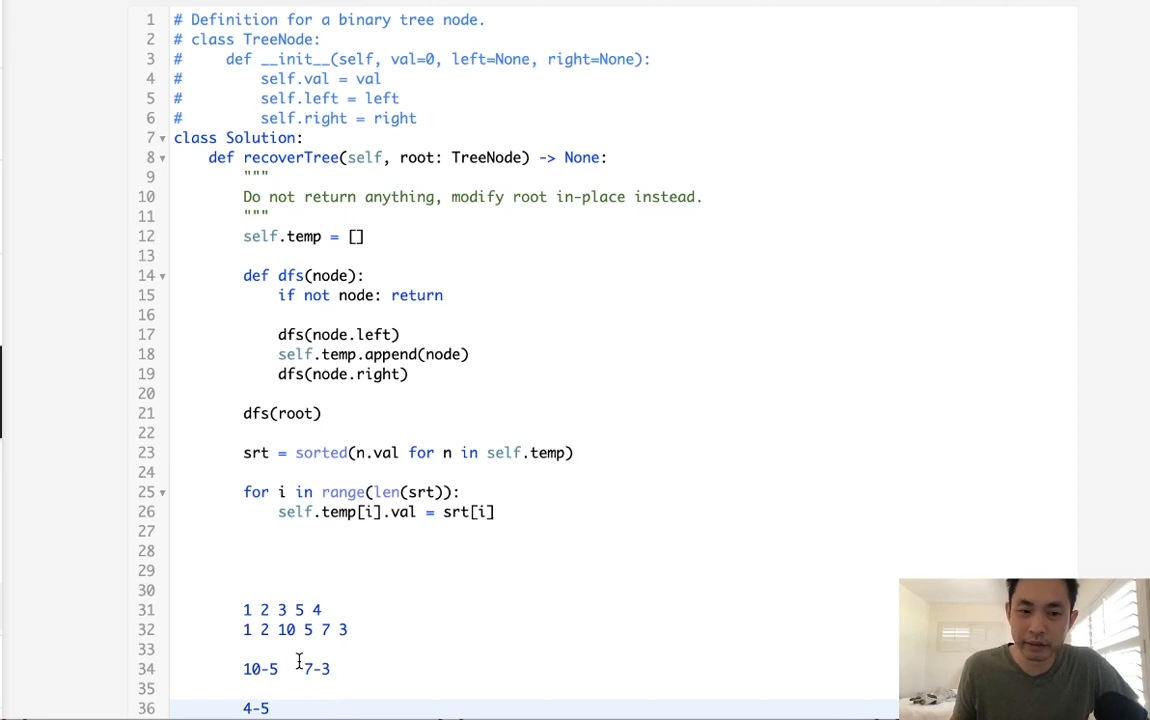 1 # Definition for a binary tree node.
2 # class TreeNode:
3 #     def __init__(self, val=0, left=None, right=None):
4 #         self.val = val
5 #         self.left = left
6 #         self.right = right
7 class Solution:
8     def recoverTree(self, root: TreeNode) -> None:
9         """
10         Do not return anything, modify root in-place instead.
11         """
12         self.temp = []
13
14         def dfs(node):
15             if not node: return
16
17             dfs(node.left)
18             self.temp.append(node)
19             dfs(node.right)
20
21         dfs(root)
22
23         srt = sorted(n.val for n in self.temp)
24
25         for i in range(len(srt)):
26             self.temp[i].val = srt[i]
27
28
29
30
31         1 2 3 5 4
32         1 2 10 5 7 3
33
34         10-5   7-3
35
36         4-5